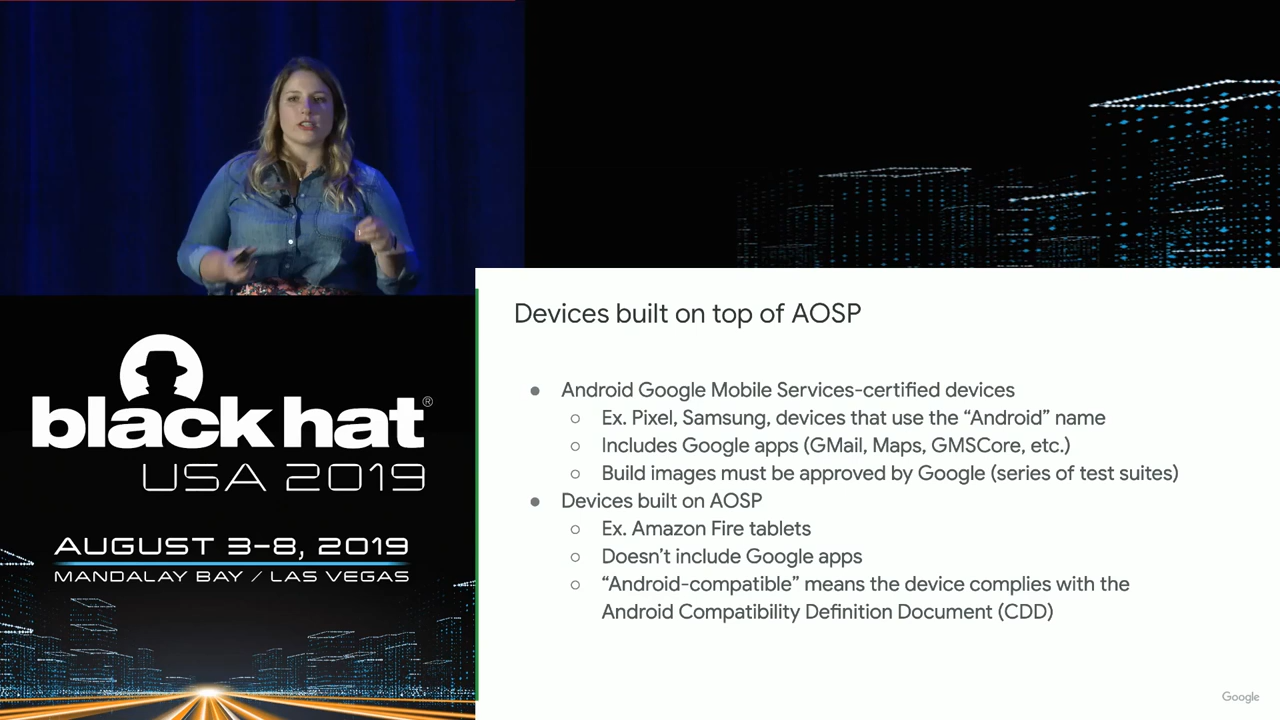 black hat®
USA 2019
AUGUST 3-8, 2019
MANDALAY BAY / LAS VEGAS
Devices built on top of AOSP
● Android Google Mobile Services-certified devices
○ Ex. Pixel, Samsung, devices that use the “Android” name
○ Includes Google apps (GMail, Maps, GMSCore, etc.)
○ Build images must be approved by Google (series of test suites)
● Devices built on AOSP
○ Ex. Amazon Fire tablets
○ Doesn’t include Google apps
○ “Android-compatible” means the device complies with the
Android Compatibility Definition Document (CDD)
Google